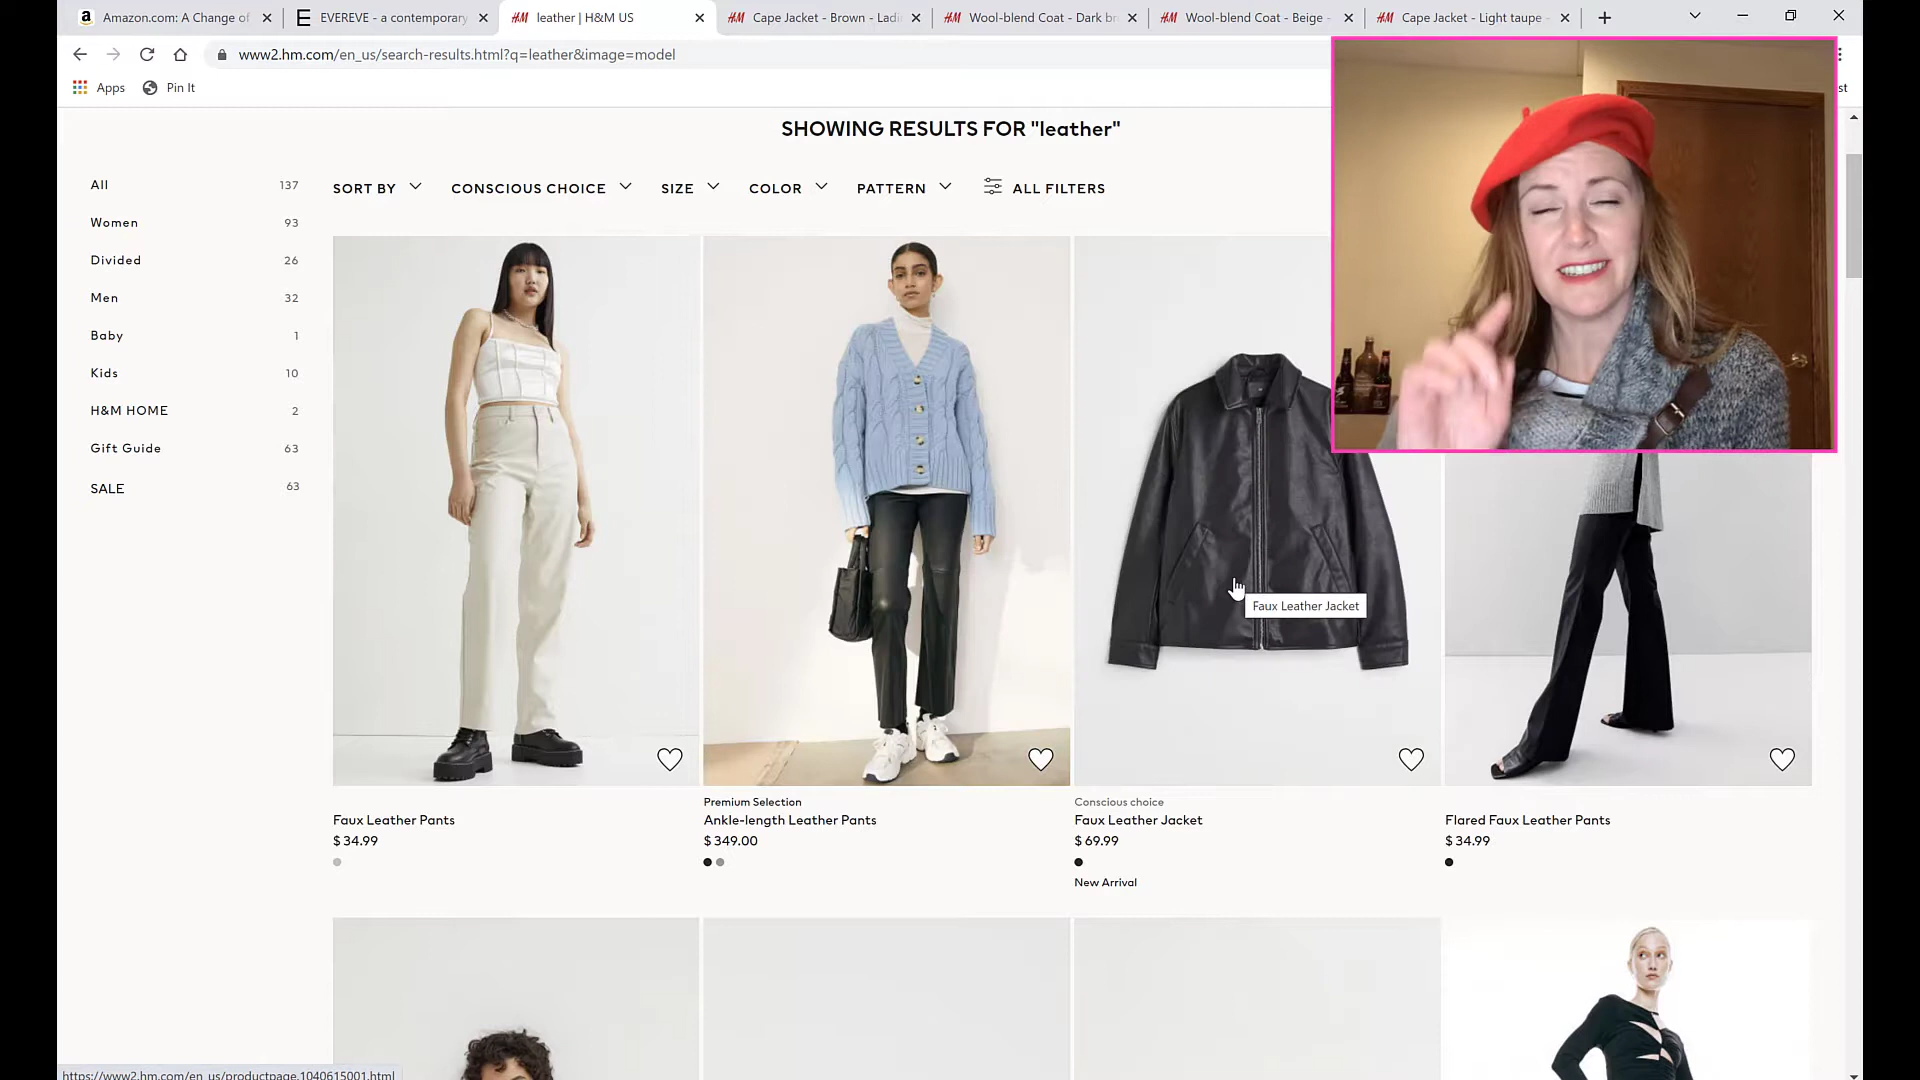 Amazon.com: A Change of
EVEREVE - a contemporary
H&M leather | H&M US
H&M Cape Jacket - Brown - Ladi
H&M Wool-blend Coat - Dark br
H&M Wool-blend Coat - Beige -
H&M Cape Jacket - Light taupe -
www2.hm.com/en_us/search-results.html?q=leather&image=model
Apps
Pin It
st
SHOWING RESULTS FOR "leather"
SORT BY
CONSCIOUS CHOICE
SIZE
COLOR
PATTERN
ALL FILTERS
All 137
Women 93
Divided 26
Men 32
Baby 1
Kids 10
H&M HOME 2
Gift Guide 63
SALE 63
Faux Leather Jacket
Faux Leather Pants
$ 34.99
Premium Selection
Ankle-length Leather Pants
$ 349.00
Conscious choice
Faux Leather Jacket
$ 69.99
New Arrival
Flared Faux Leather Pants
$ 34.99
https://www2.hm.com/en_us/productpage.1040615001.html